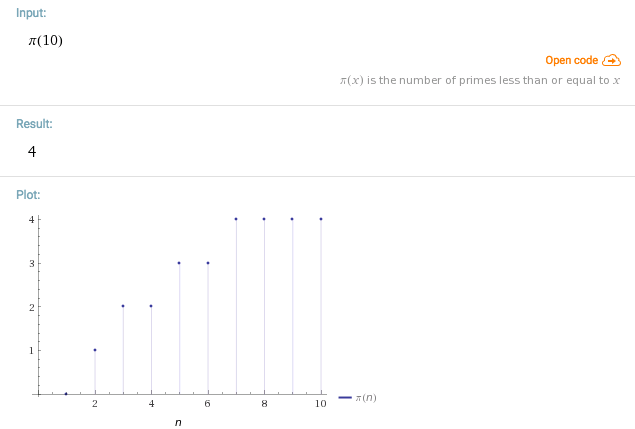 Input:
π(10)
Open code
π(x) is the number of primes less than or equal to x
Result:
4
Plot:
4
3
2
1
2 4 6 8 10
π(n)
n